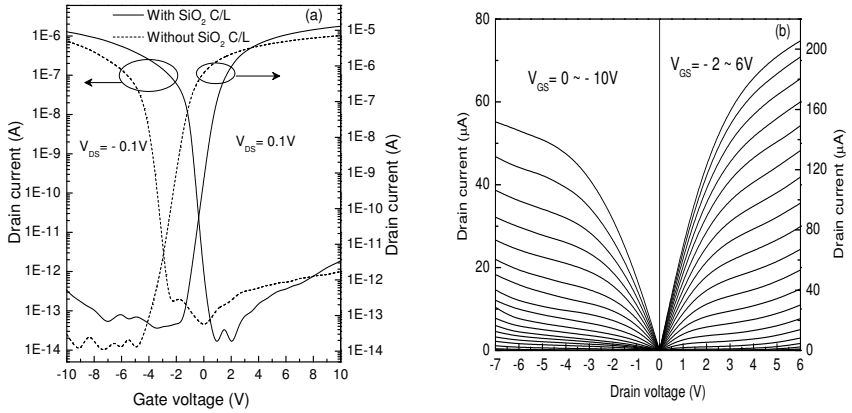 With SiO2 C/L
Without SiO2 C/L
(a)
VDS= - 0.1V
VDS= 0.1V
Drain current (A)
1E-6
1E-7
1E-8
1E-9
1E-10
1E-11
1E-12
1E-13
1E-14
1E-5
1E-6
1E-7
1E-8
1E-9
1E-10
1E-11
1E-12
1E-13
1E-14
Drain current (A)
-10 -8 -6 -4 -2 0 2 4 6 8 10
Gate voltage (V)
(b)
VGS= 0 ~ - 10V
VGS= - 2 ~ 6V
Drain current (µA)
80
60
40
20
0
200
160
120
80
40
0
Drain current (µA)
-7 -6 -5 -4 -3 -2 -1 0 1 2 3 4 5 6
Drain voltage (V)